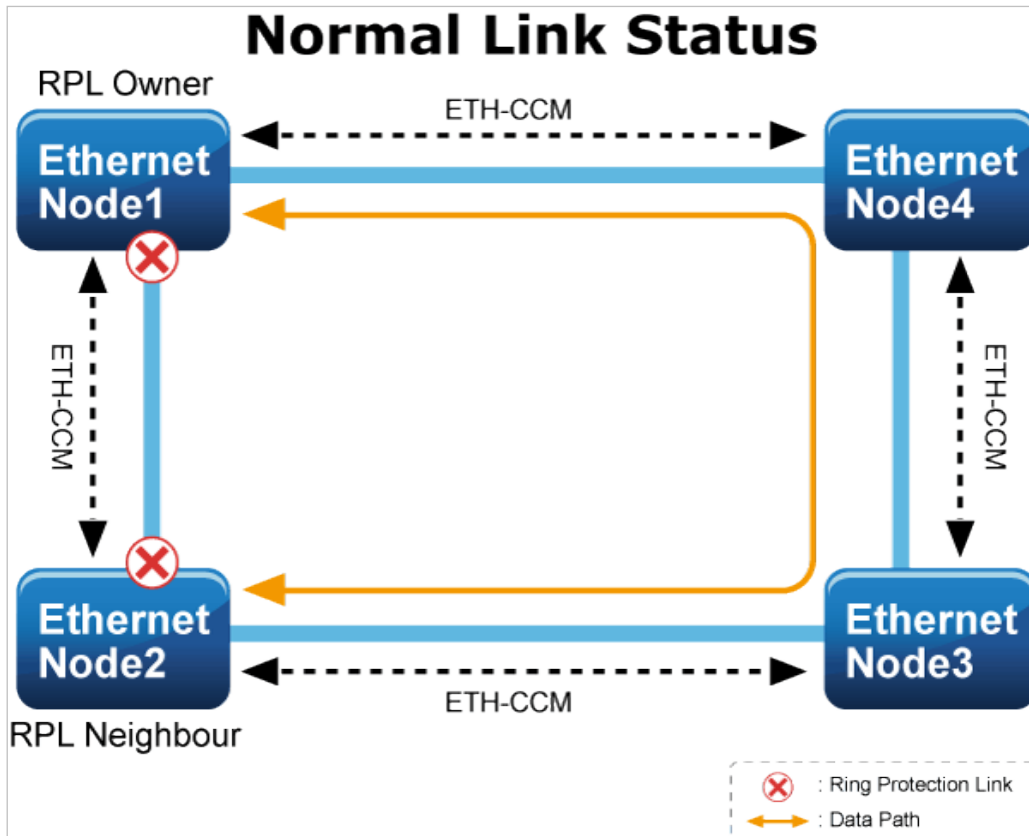 Normal Link Status
RPL Owner
ETH-CCM
Ethernet
Node1
Ethernet
Node4
ETH-CCM
ETH-CCM
Ethernet
Node2
Ethernet
Node3
ETH-CCM
RPL Neighbour
: Ring Protection Link
: Data Path